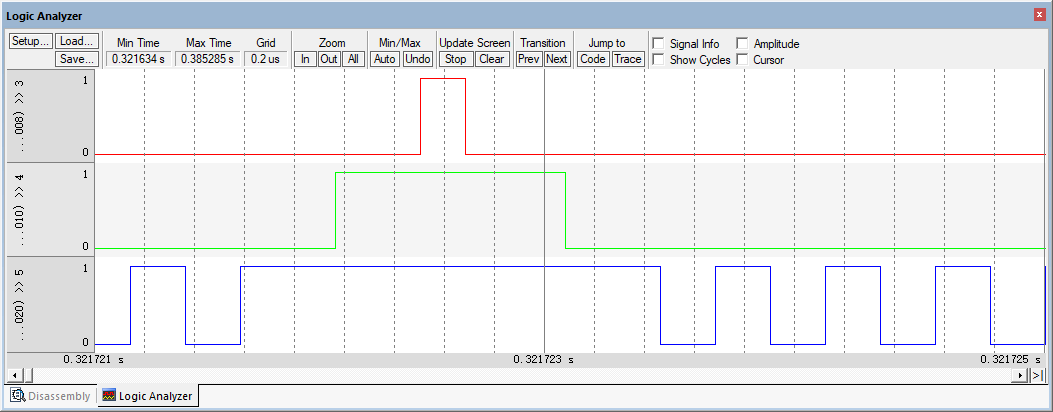 Logic Analyzer
Setup... Load... Save...
Min Time Max Time Grid
0.321634 s 0.385285 s 0.2 us
Zoom
In Out All
Min/Max
Auto Undo
Update Screen
Stop Clear
Transition
Prev Next
Jump to
Code Trace
Signal Info Amplitude
Show Cycles Cursor
...008) >> 3
1
0
...010) >> 4
1
0
...020) >> 5
1
0
0.321721 s 0.321723 s 0.321725 s
Disassembly Logic Analyzer